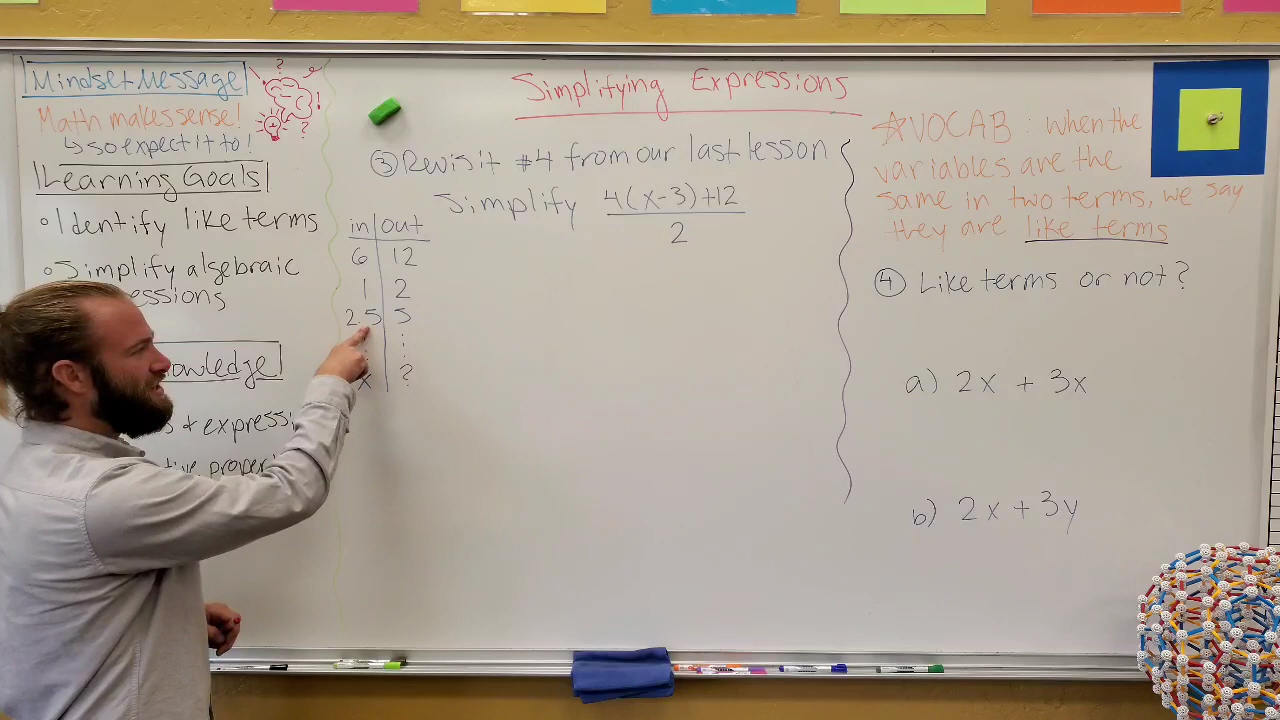 Simplifying Expressions
Mindset Message
Math makes sense!
↳ so expect it to!
Learning Goals
• Identify like terms
• Simplify algebraic
③ Revisit #4 from our last lesson
Simplify 4(x-3)+12
2
in out
6 12
1 2
2.5 5
x ?
☆VOCAB: when the
variables are the
same in two terms, we say
they are like terms
④ Like terms or not?
a) 2x + 3x
b) 2x + 3y